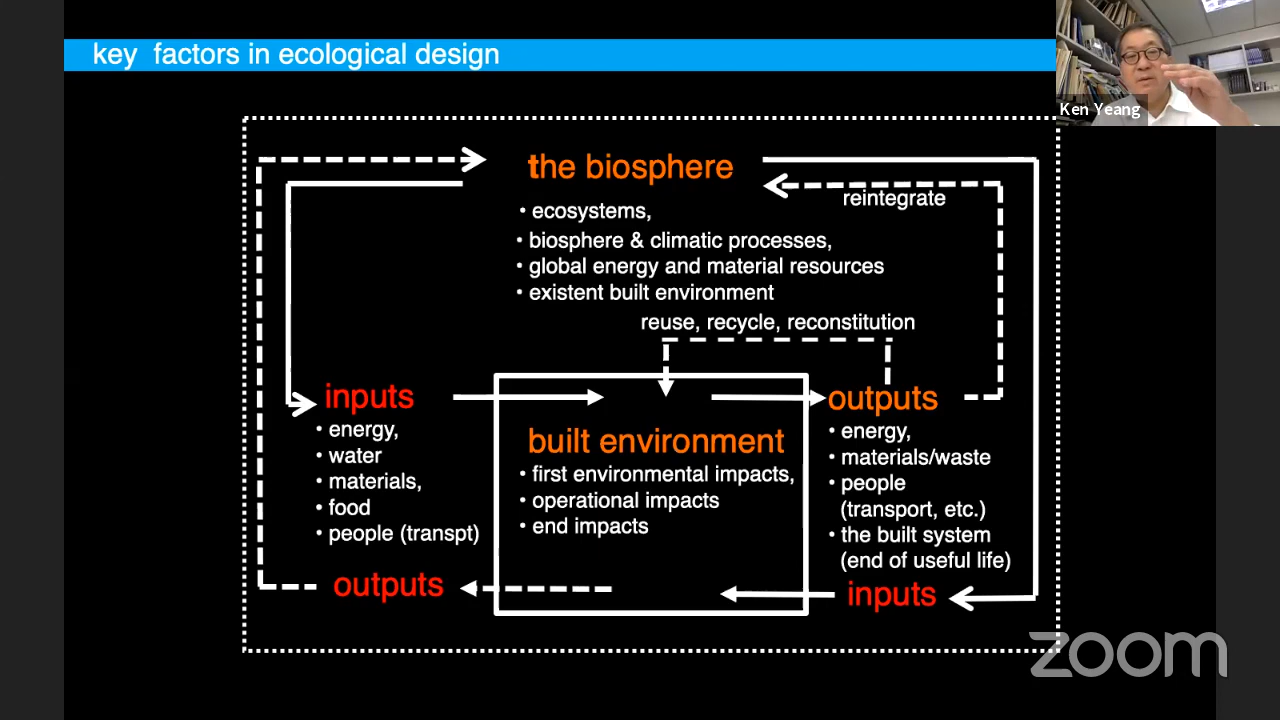 key factors in ecological design
Ken Yeang
the biosphere
reintegrate
• ecosystems,
• biosphere & climatic processes,
• global energy and material resources
• existent built environment
reuse, recycle, reconstitution
inputs
• energy,
• water
• materials,
• food
• people (transpt)
outputs
built environment
• first environmental impacts,
• operational impacts
• end impacts
outputs
• energy,
• materials/waste
• people
(transport, etc.)
• the built system
(end of useful life)
inputs
zoom